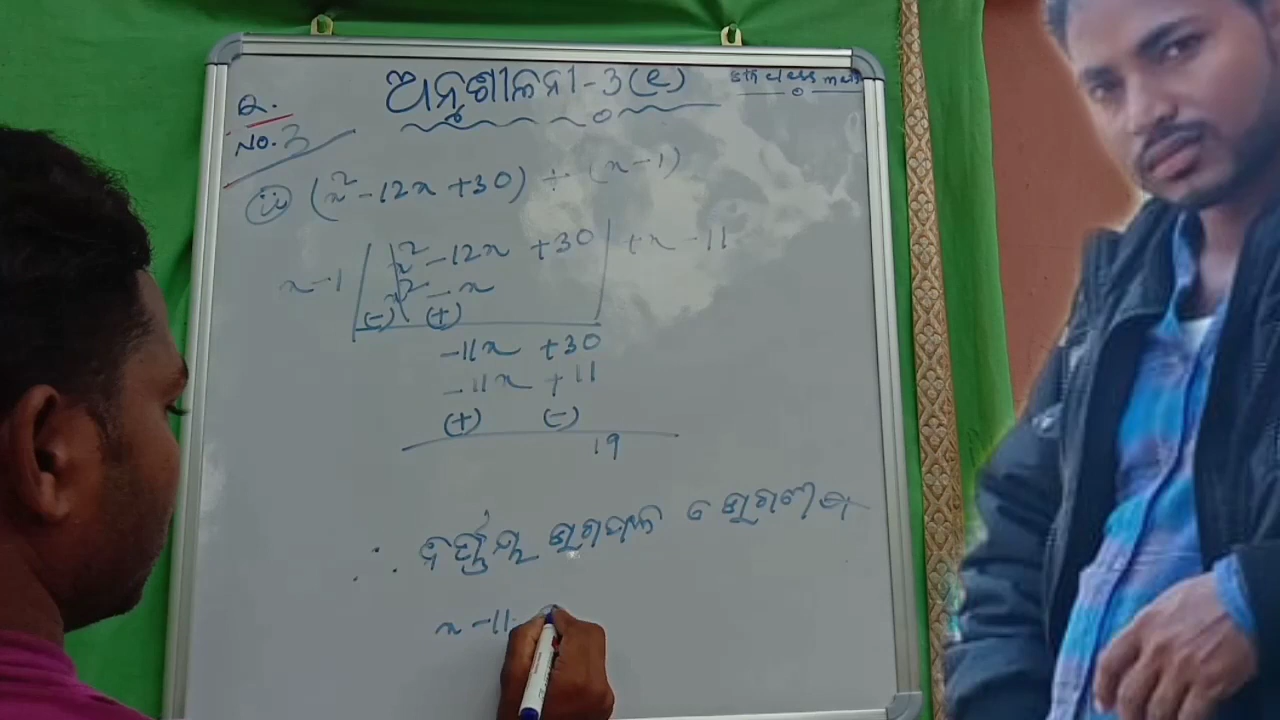 ଅନୁଶୀଳନୀ-3(e) 8th class math
Q.
No. 3
ii (x² - 12x + 30) ÷ (x - 1)
x - 1 | x² - 12x + 30 | + x - 11
x² - x
(-) (+)
- 11x + 30
- 11x + 11
(+) (-)
19
∴ ନିର୍ଣ୍ଣେୟ ଭାଗଫଳ ଓ ଭାଗଶେଷ
x - 11